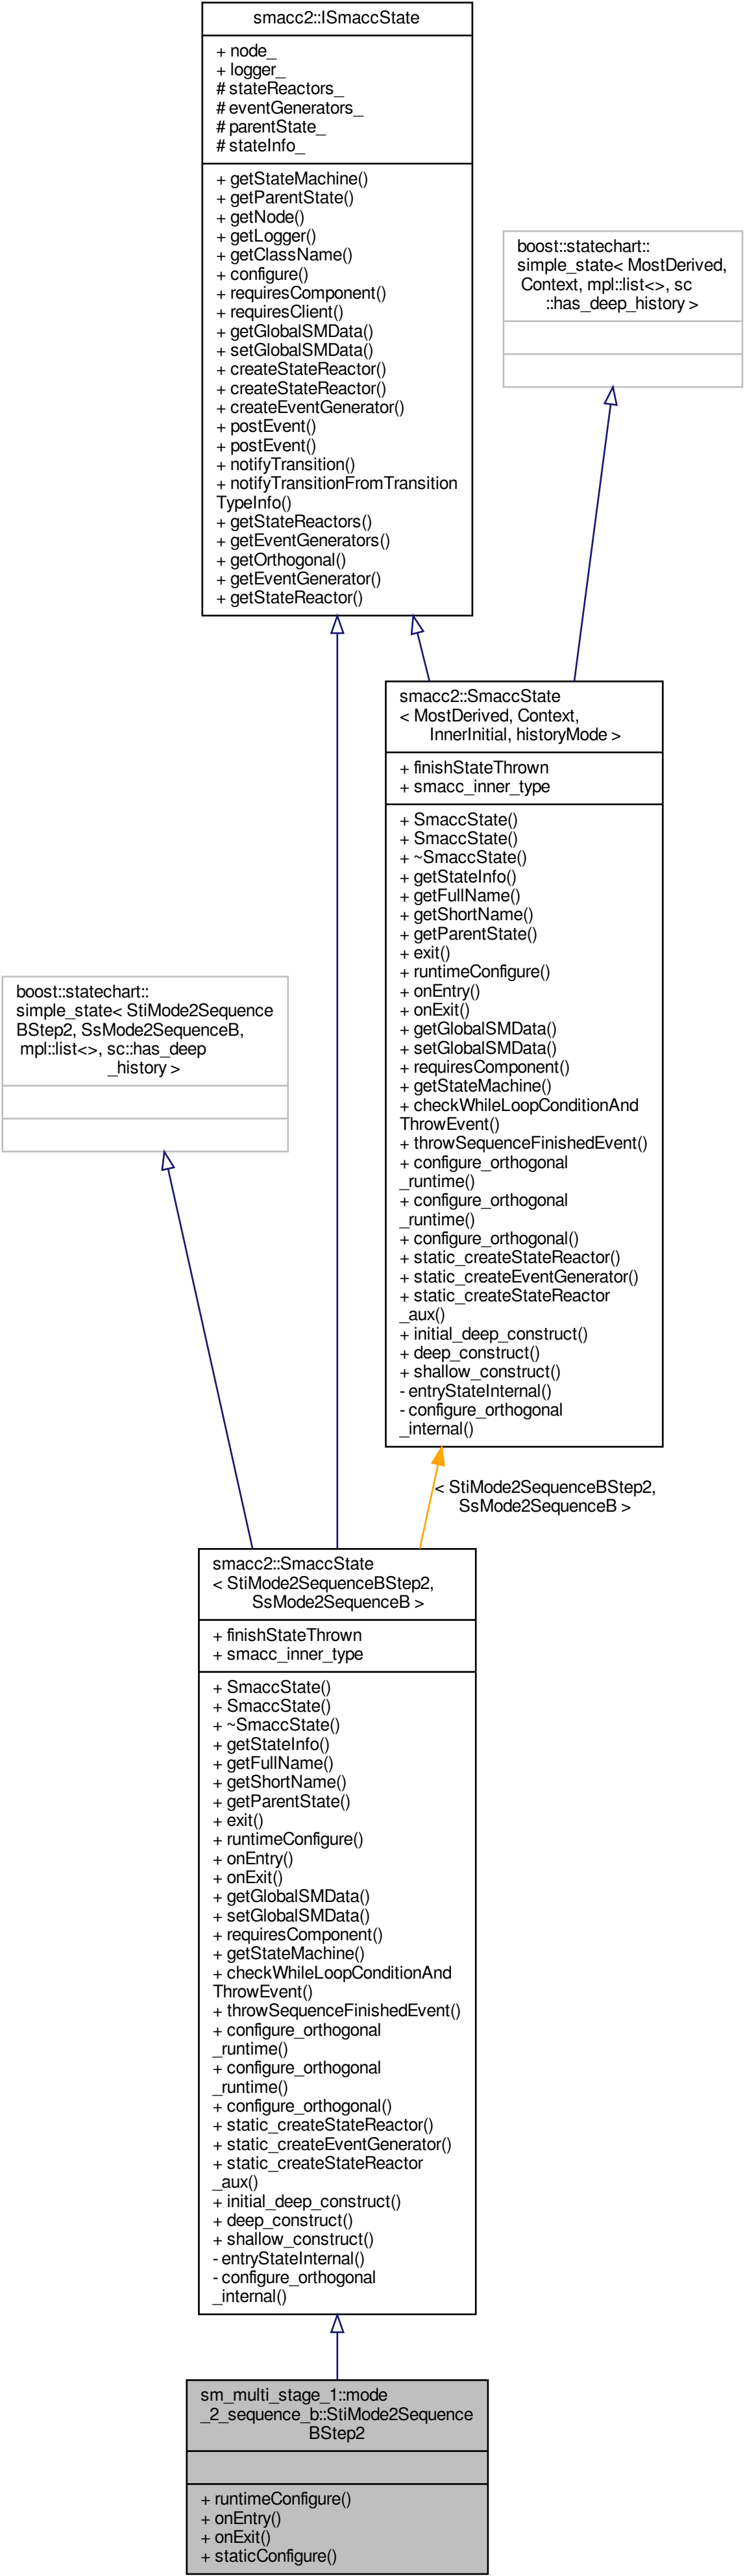 smacc2::ISmaccState
+ node_
+ logger_
# stateReactors_
# eventGenerators_
# parentState_
# stateInfo_
+ getStateMachine()
+ getParentState()
+ getNode()
+ getLogger()
+ getClassName()
+ configure()
+ requiresComponent()
+ requiresClient()
+ getGlobalSMData()
+ setGlobalSMData()
+ createStateReactor()
+ createStateReactor()
+ createEventGenerator()
+ postEvent()
+ postEvent()
+ notifyTransition()
+ notifyTransitionFromTransition
TypeInfo()
+ getStateReactors()
+ getEventGenerators()
+ getOrthogonal()
+ getEventGenerator()
+ getStateReactor()
boost::statechart::
simple_state< MostDerived,
Context, mpl::list<>, sc
::has_deep_history >
smacc2::SmaccState
< MostDerived, Context,
InnerInitial, historyMode >
+ finishStateThrown
+ smacc_inner_type
+ SmaccState()
+ SmaccState()
+ ~SmaccState()
+ getStateInfo()
+ getFullName()
+ getShortName()
+ getParentState()
+ exit()
+ runtimeConfigure()
+ onEntry()
+ onExit()
+ getGlobalSMData()
+ setGlobalSMData()
+ requiresComponent()
+ getStateMachine()
+ checkWhileLoopConditionAnd
ThrowEvent()
+ throwSequenceFinishedEvent()
+ configure_orthogonal
_runtime()
+ configure_orthogonal
_runtime()
+ configure_orthogonal()
+ static_createStateReactor()
+ static_createEventGenerator()
+ static_createStateReactor
_aux()
+ initial_deep_construct()
+ deep_construct()
+ shallow_construct()
- entryStateInternal()
- configure_orthogonal
_internal()
boost::statechart::
simple_state< StiMode2Sequence
BStep2, SsMode2SequenceB,
mpl::list<>, sc::has_deep
_history >
< StiMode2SequenceBStep2,
SsMode2SequenceB >
smacc2::SmaccState
< StiMode2SequenceBStep2,
SsMode2SequenceB >
+ finishStateThrown
+ smacc_inner_type
+ SmaccState()
+ SmaccState()
+ ~SmaccState()
+ getStateInfo()
+ getFullName()
+ getShortName()
+ getParentState()
+ exit()
+ runtimeConfigure()
+ onEntry()
+ onExit()
+ getGlobalSMData()
+ setGlobalSMData()
+ requiresComponent()
+ getStateMachine()
+ checkWhileLoopConditionAnd
ThrowEvent()
+ throwSequenceFinishedEvent()
+ configure_orthogonal
_runtime()
+ configure_orthogonal
_runtime()
+ configure_orthogonal()
+ static_createStateReactor()
+ static_createEventGenerator()
+ static_createStateReactor
_aux()
+ initial_deep_construct()
+ deep_construct()
+ shallow_construct()
- entryStateInternal()
- configure_orthogonal
_internal()
sm_multi_stage_1::mode
_2_sequence_b::StiMode2Sequence
BStep2
+ runtimeConfigure()
+ onEntry()
+ onExit()
+ staticConfigure()